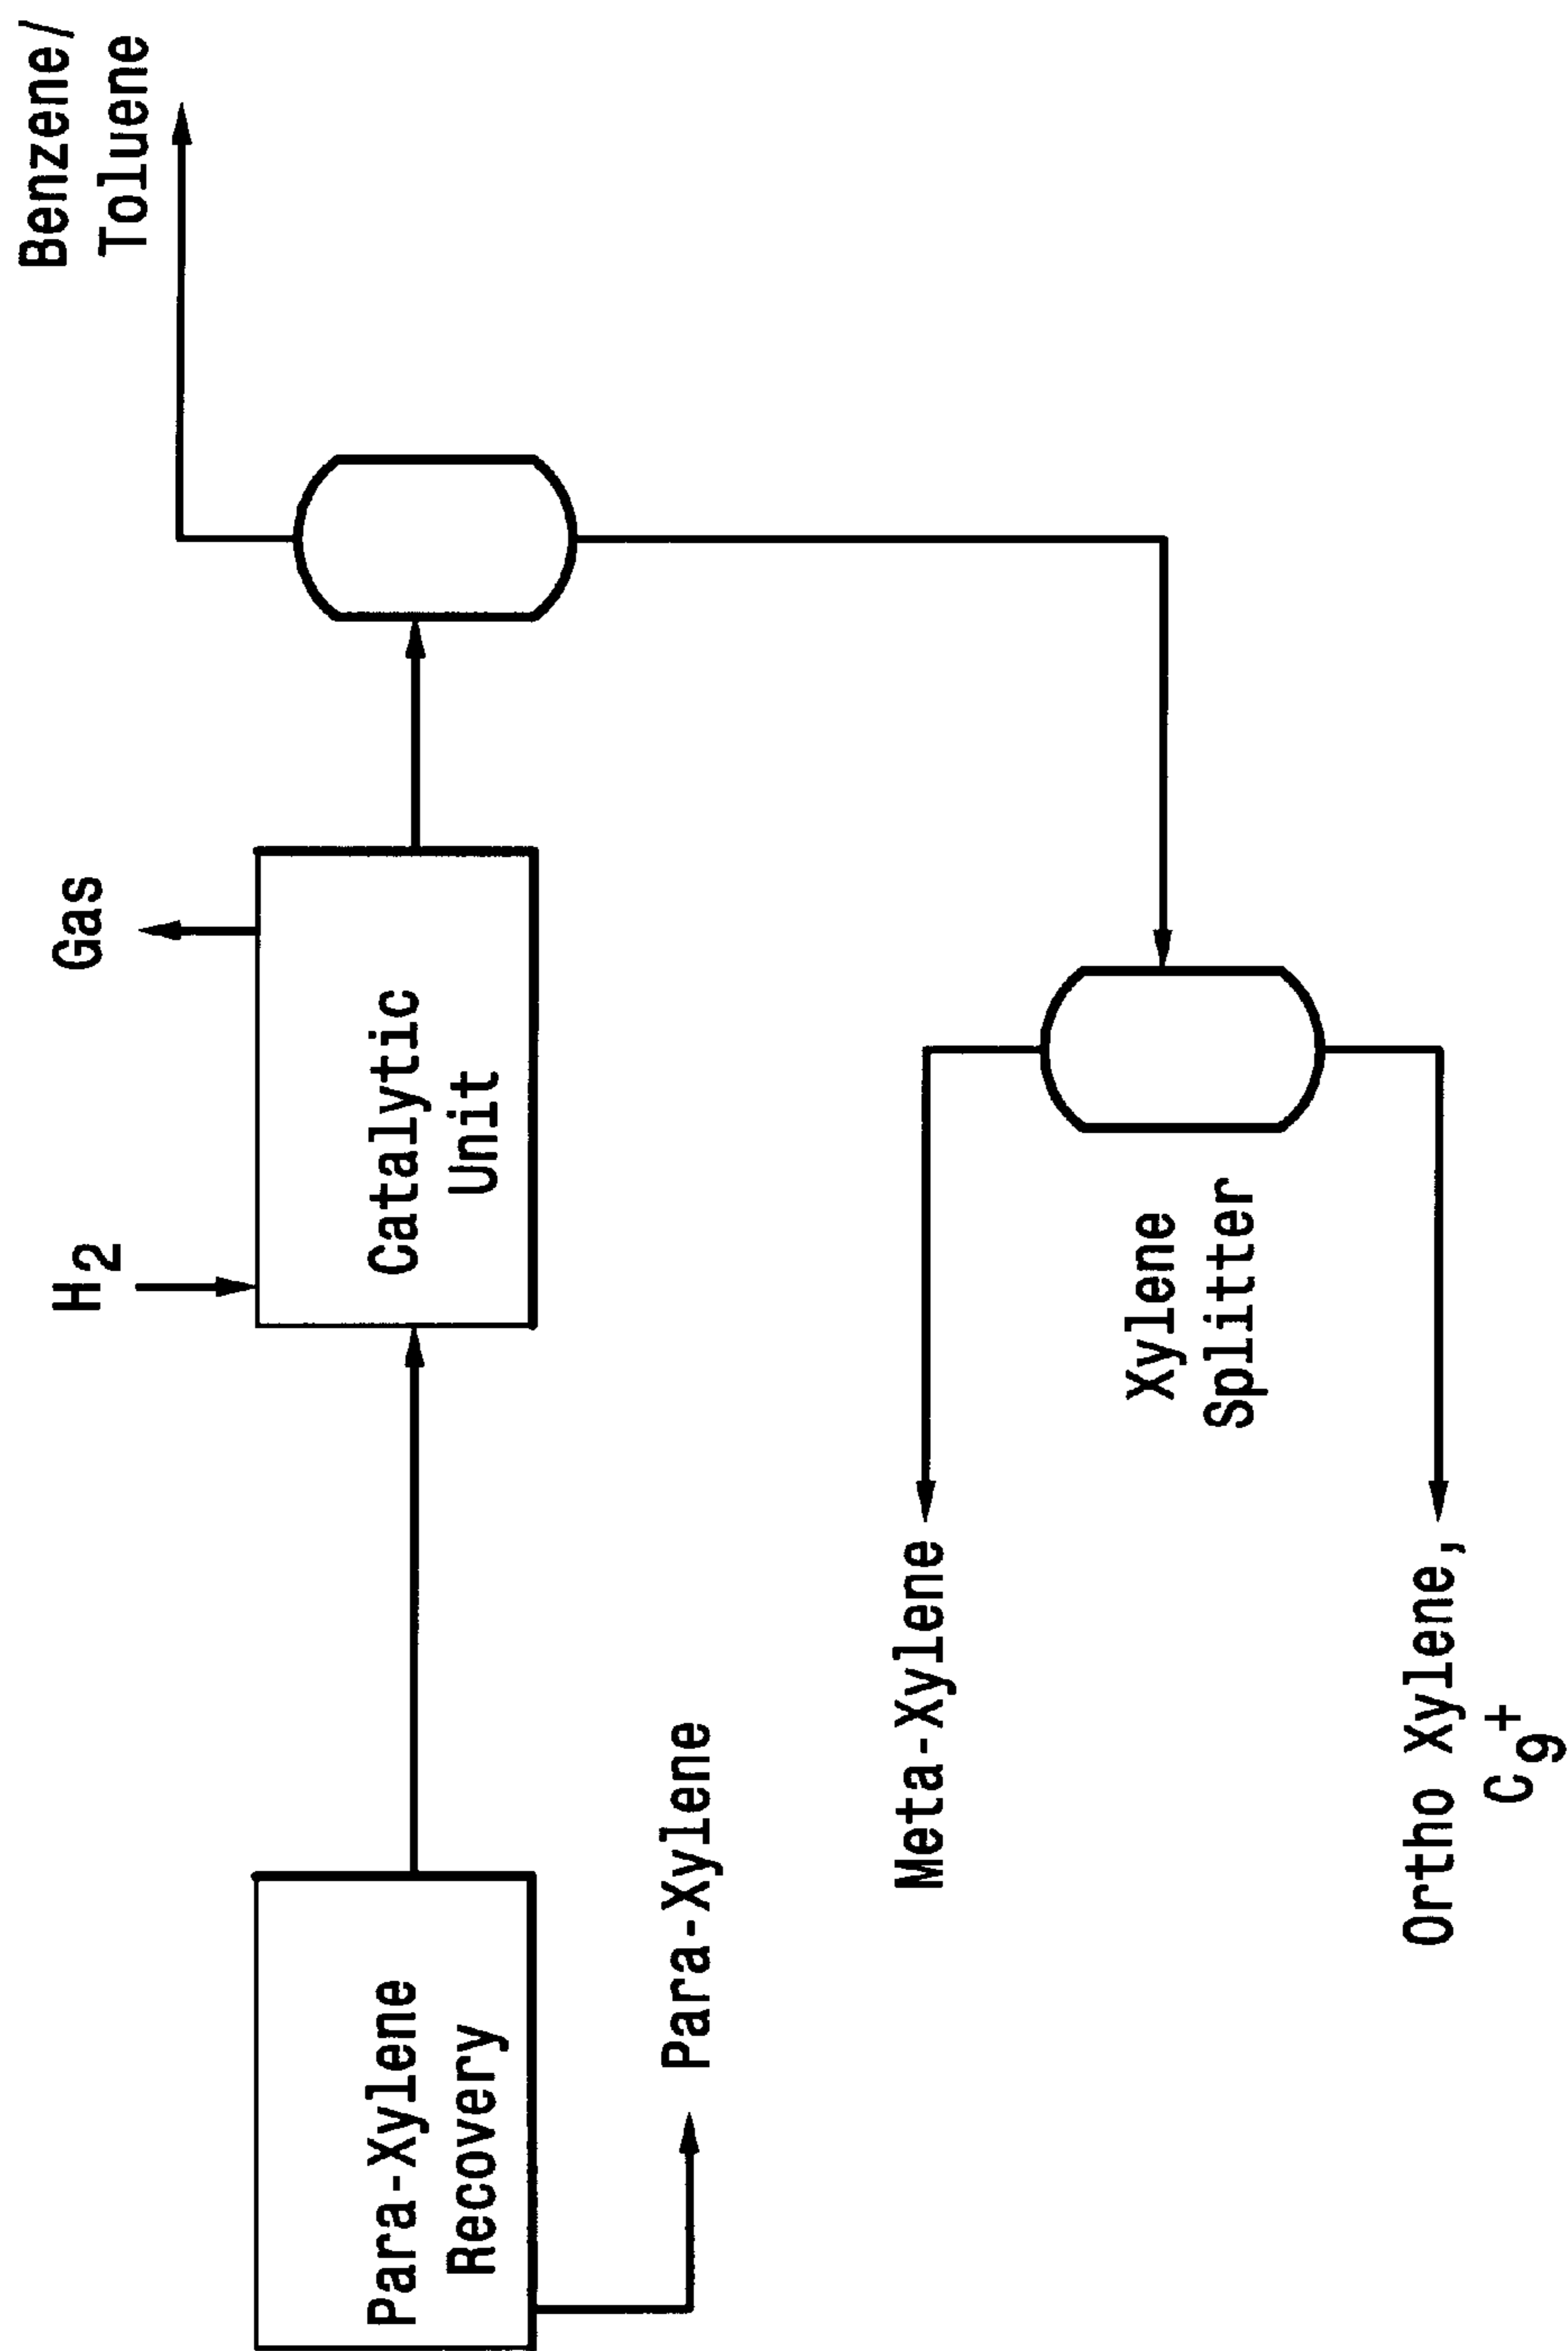 Para-Xylene
Recovery
Para-Xylene
H2
Catalytic
Unit
Gas
Benzene/
Toluene
Xylene
Splitter
Meta-Xylene
Ortho Xylene,
C9+